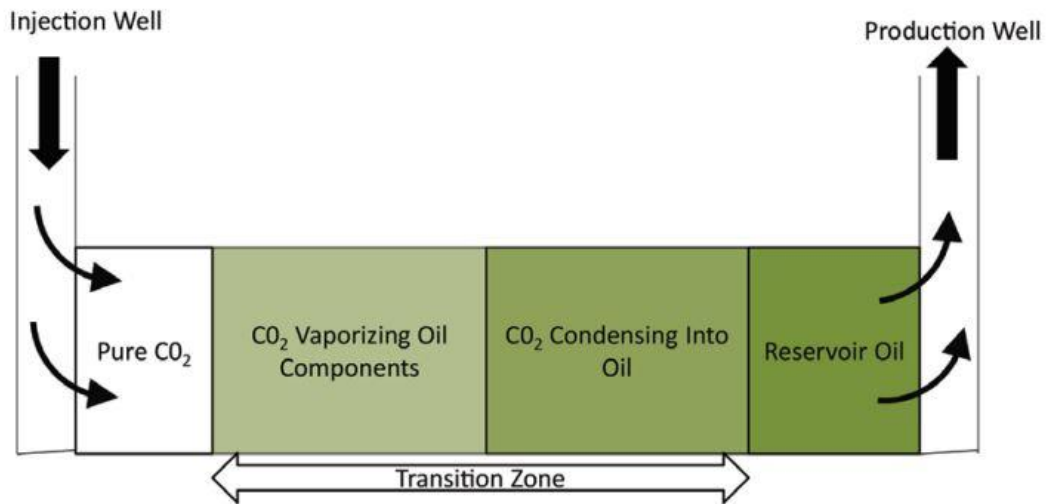 Injection Well
Production Well
Pure C0₂
C0₂ Vaporizing Oil
Components
C0₂ Condensing Into
Oil
Reservoir Oil
Transition Zone